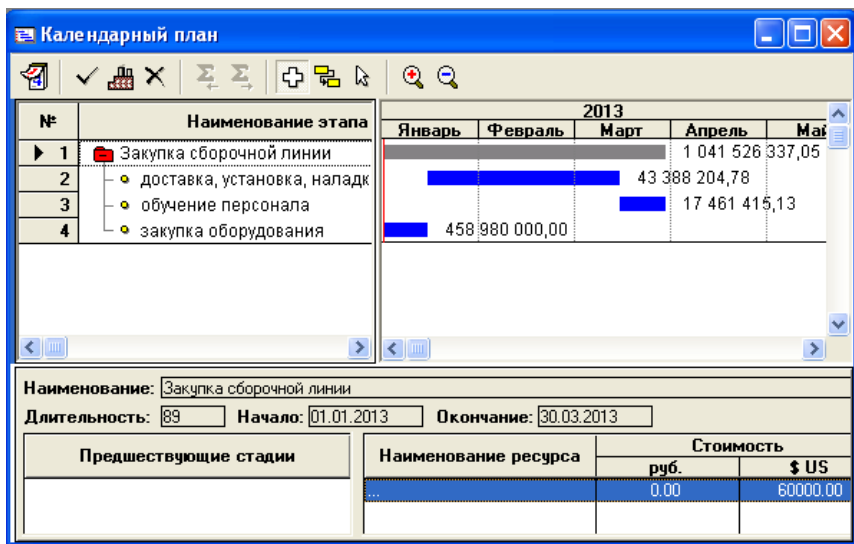 Календарный план
№ Наименование этапа
2013
Январь Февраль Март Апрель Май
1 Закупка сборочной линии 1 041 526 337,05
2 доставка, установка, наладк 43 388 204,78
3 обучение персонала 17 461 415,13
4 закупка оборудования 458 980 000,00
Наименование: Закупка сборочной линии
Длительность: 89 Начало: 01.01.2013 Окончание: 30.03.2013
Предшествующие стадии Наименование ресурса Стоимость
руб. $ US
... 0.00 60000.00